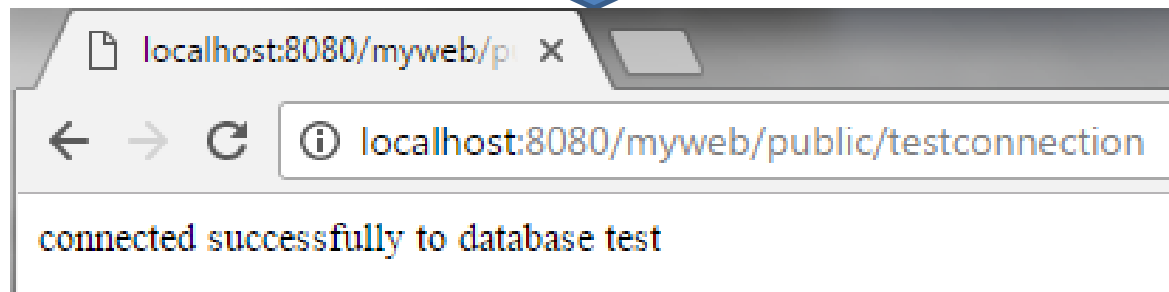 localhost:8080/myweb/p
localhost:8080/myweb/public/testconnection
connected successfully to database test